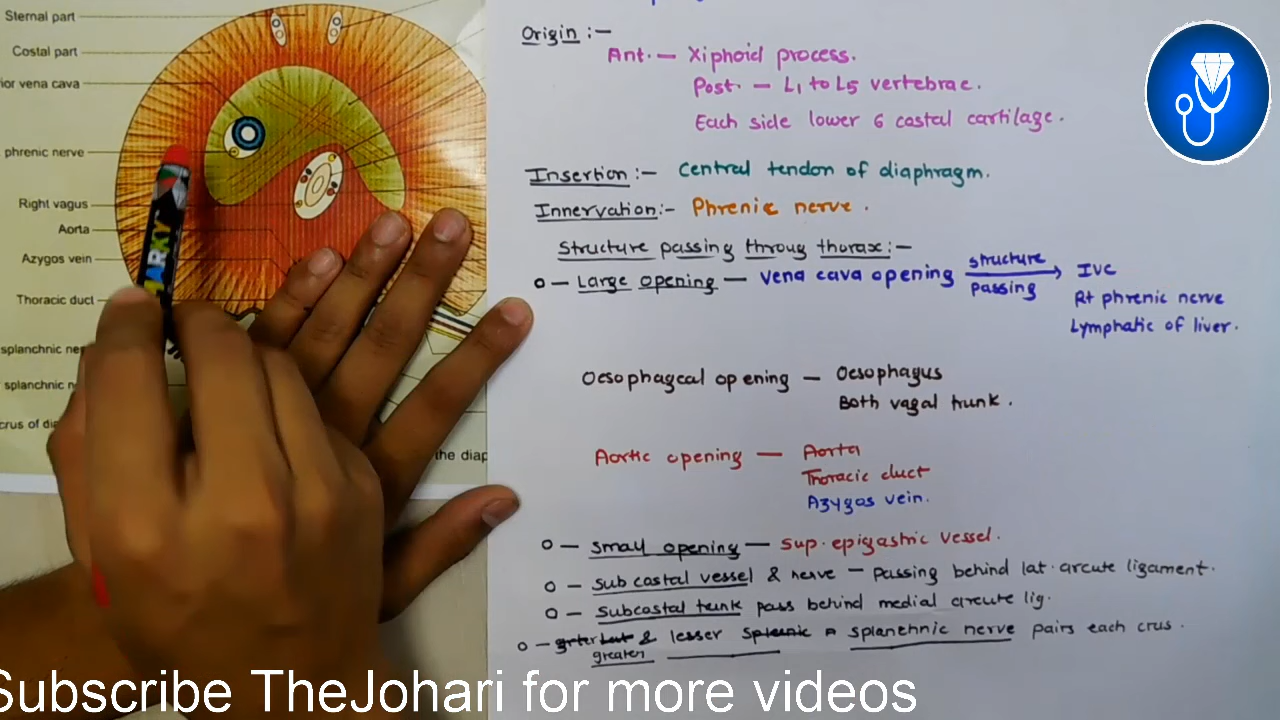 Sternal part
Costal part
ior vena cava
phrenic nerve
Right vagus
Aorta
Azygos vein
Thoracic duct
splanchnic ne
splanchnic n
crus of dia
the diap
MARKY
Origin :-
Ant. - Xiphoid process.
Post. - L1 to L5 vertebrae.
Each side lower 6 costal cartilage.
Insertion :- Central tendon of diaphragm.
Innervation:- Phrenic nerve.
Structure passing throug thorax:-
o - Large opening - Vena cava opening structure passing → IVC
Rt phrenic nerve
Lymphatic of liver.
Oesophageal opening - Oesophagus
Both vagal trunk.
Aortic opening - Aorta
Thoracic duct
Azygos vein.
o - Small opening - Sup. epigastric vessel.
o - Sub costal vessel & nerve - passing behind lat. arcute ligament.
o - Subcostal trunk pass behind medial arcute lig.
o - & lesser splanehnic nerve pairs each crus.
greater
Subscribe TheJohari for more videos